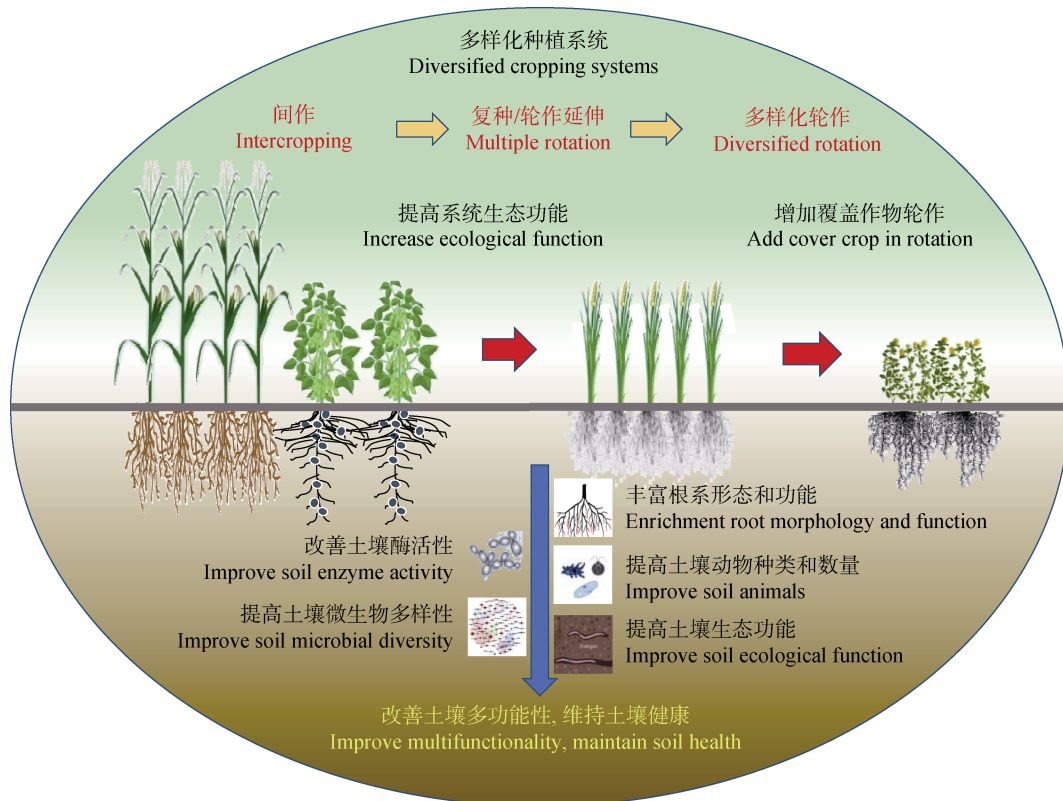 多样化种植系统
Diversified cropping systems
间作
Intercropping
复种/轮作延伸
Multiple rotation
多样化轮作
Diversified rotation
提高系统生态功能
Increase ecological function
增加覆盖作物轮作
Add cover crop in rotation
丰富根系形态和功能
Enrichment root morphology and function
改善土壤酶活性
Improve soil enzyme activity
提高土壤动物种类和数量
Improve soil animals
提高土壤微生物多样性
Improve soil microbial diversity
提高土壤生态功能
Improve soil ecological function
改善土壤多功能性, 维持土壤健康
Improve multifunctionality, maintain soil health